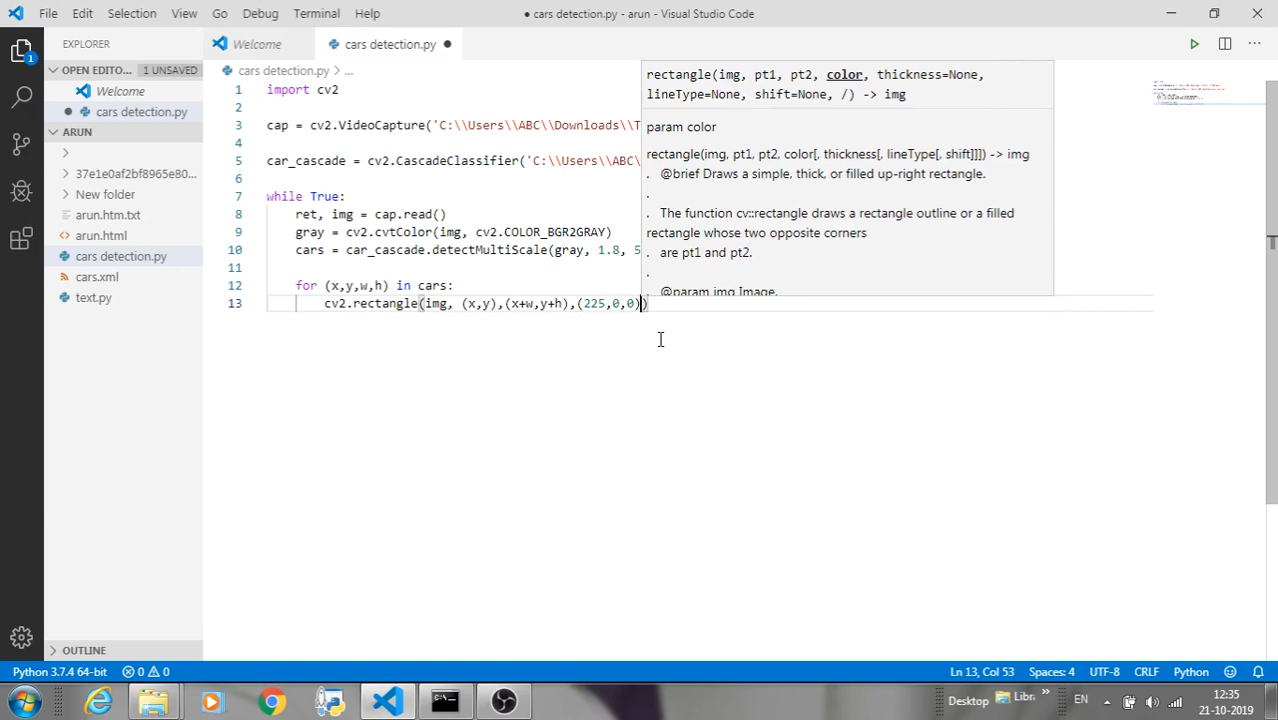 File Edit Selection View Go Debug Terminal Help
● cars detection.py - arun - Visual Studio Code
EXPLORER
OPEN EDITO... 1 UNSAVED
Welcome
cars detection.py
ARUN
37e1e0af2bf8965e80...
New folder
arun.htm.txt
arun.html
cars detection.py
cars.xml
text.py
OUTLINE
1
Welcome
cars detection.py ●
cars detection.py > ...
1 import cv2
2
3 cap = cv2.VideoCapture('C:\\Users\\ABC\\Downloads\\T
4
5 car_cascade = cv2.CascadeClassifier('C:\\Users\\ABC\
6
7 while True:
8 ret, img = cap.read()
9 gray = cv2.cvtColor(img, cv2.COLOR_BGR2GRAY)
10 cars = car_cascade.detectMultiScale(gray, 1.8, 5
11
12 for (x,y,w,h) in cars:
13 cv2.rectangle(img, (x,y),(x+w,y+h),(225,0,0))
rectangle(img, pt1, pt2, color, thickness=None,
lineType=None, shift=None, /) -> img
param color
rectangle(img, pt1, pt2, color[, thickness[, lineType[, shift]]]) -> img
. @brief Draws a simple, thick, or filled up-right rectangle.
.
. The function cv::rectangle draws a rectangle outline or a filled
rectangle whose two opposite corners
. are pt1 and pt2.
.
. @param img Image.
Python 3.7.4 64-bit 0 0
Ln 13, Col 53 Spaces: 4 UTF-8 CRLF Python
Desktop Libr » EN
12:35
21-10-2019